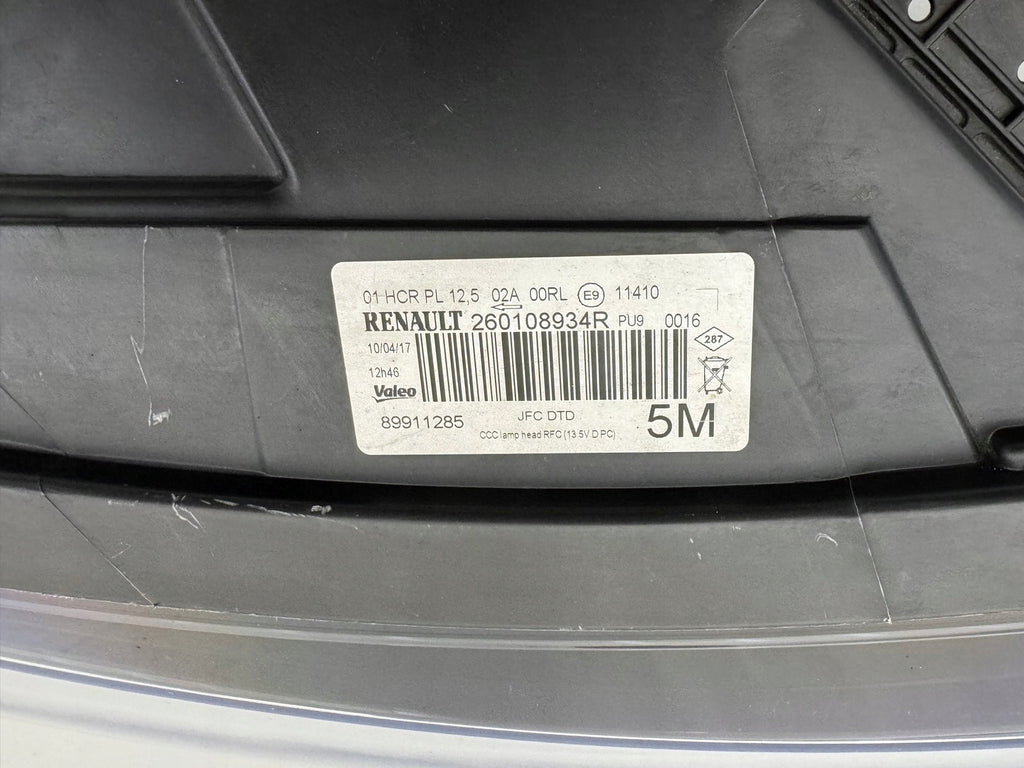 01 HCR PL 12,5 02A 00RL E9 11410
RENAULT 260108934R PU9 0016
287
10/04/17
12h46
Valeo
89911285 JFC DTD 5M
CCC lamp head RFC (13.5V D PC)